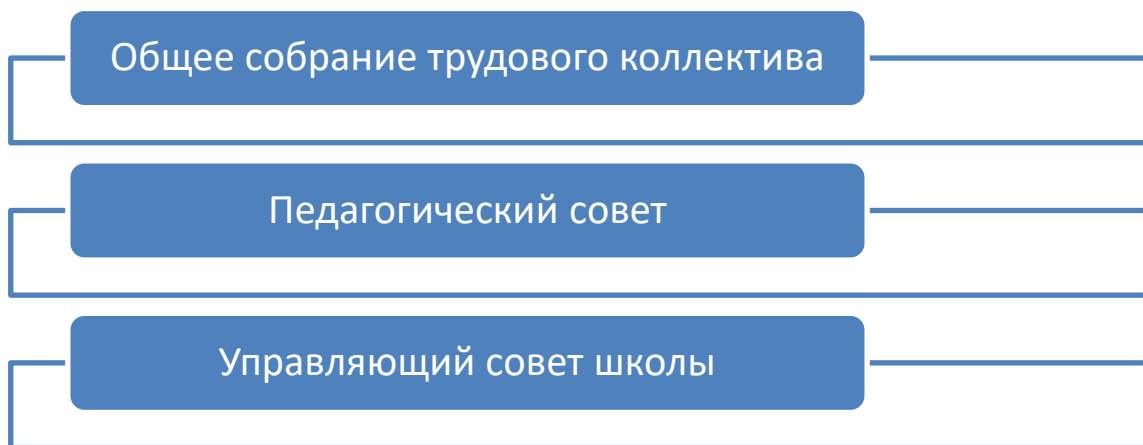 Общее собрание трудового коллектива
Педагогический совет
Управляющий совет школы